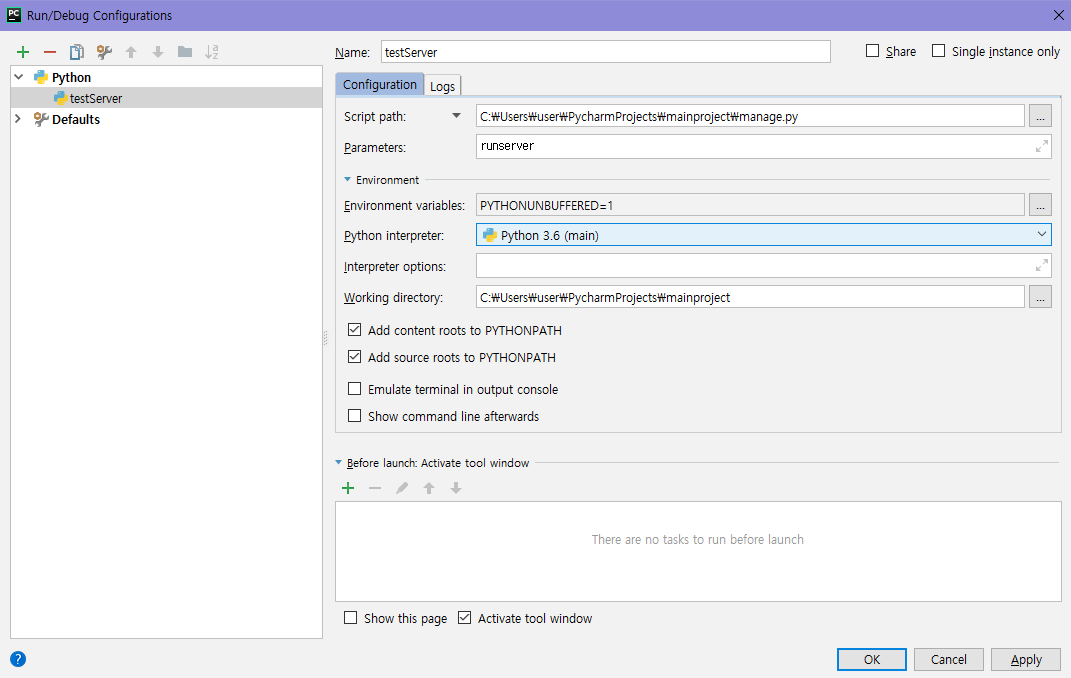 PC
Run/Debug Configurations
Name: testServer
Share
Single instance only
Python
testServer
Defaults
Configuration
Logs
Script path: C:₩Users₩user₩PycharmProjects₩mainproject₩manage.py ...
Parameters: runserver
Environment
Environment variables: PYTHONUNBUFFERED=1 ...
Python interpreter: Python 3.6 (main)
Interpreter options:
Working directory: C:₩Users₩user₩PycharmProjects₩mainproject ...
Add content roots to PYTHONPATH
Add source roots to PYTHONPATH
Emulate terminal in output console
Show command line afterwards
Before launch: Activate tool window
There are no tasks to run before launch
Show this page
Activate tool window
?
OK
Cancel
Apply